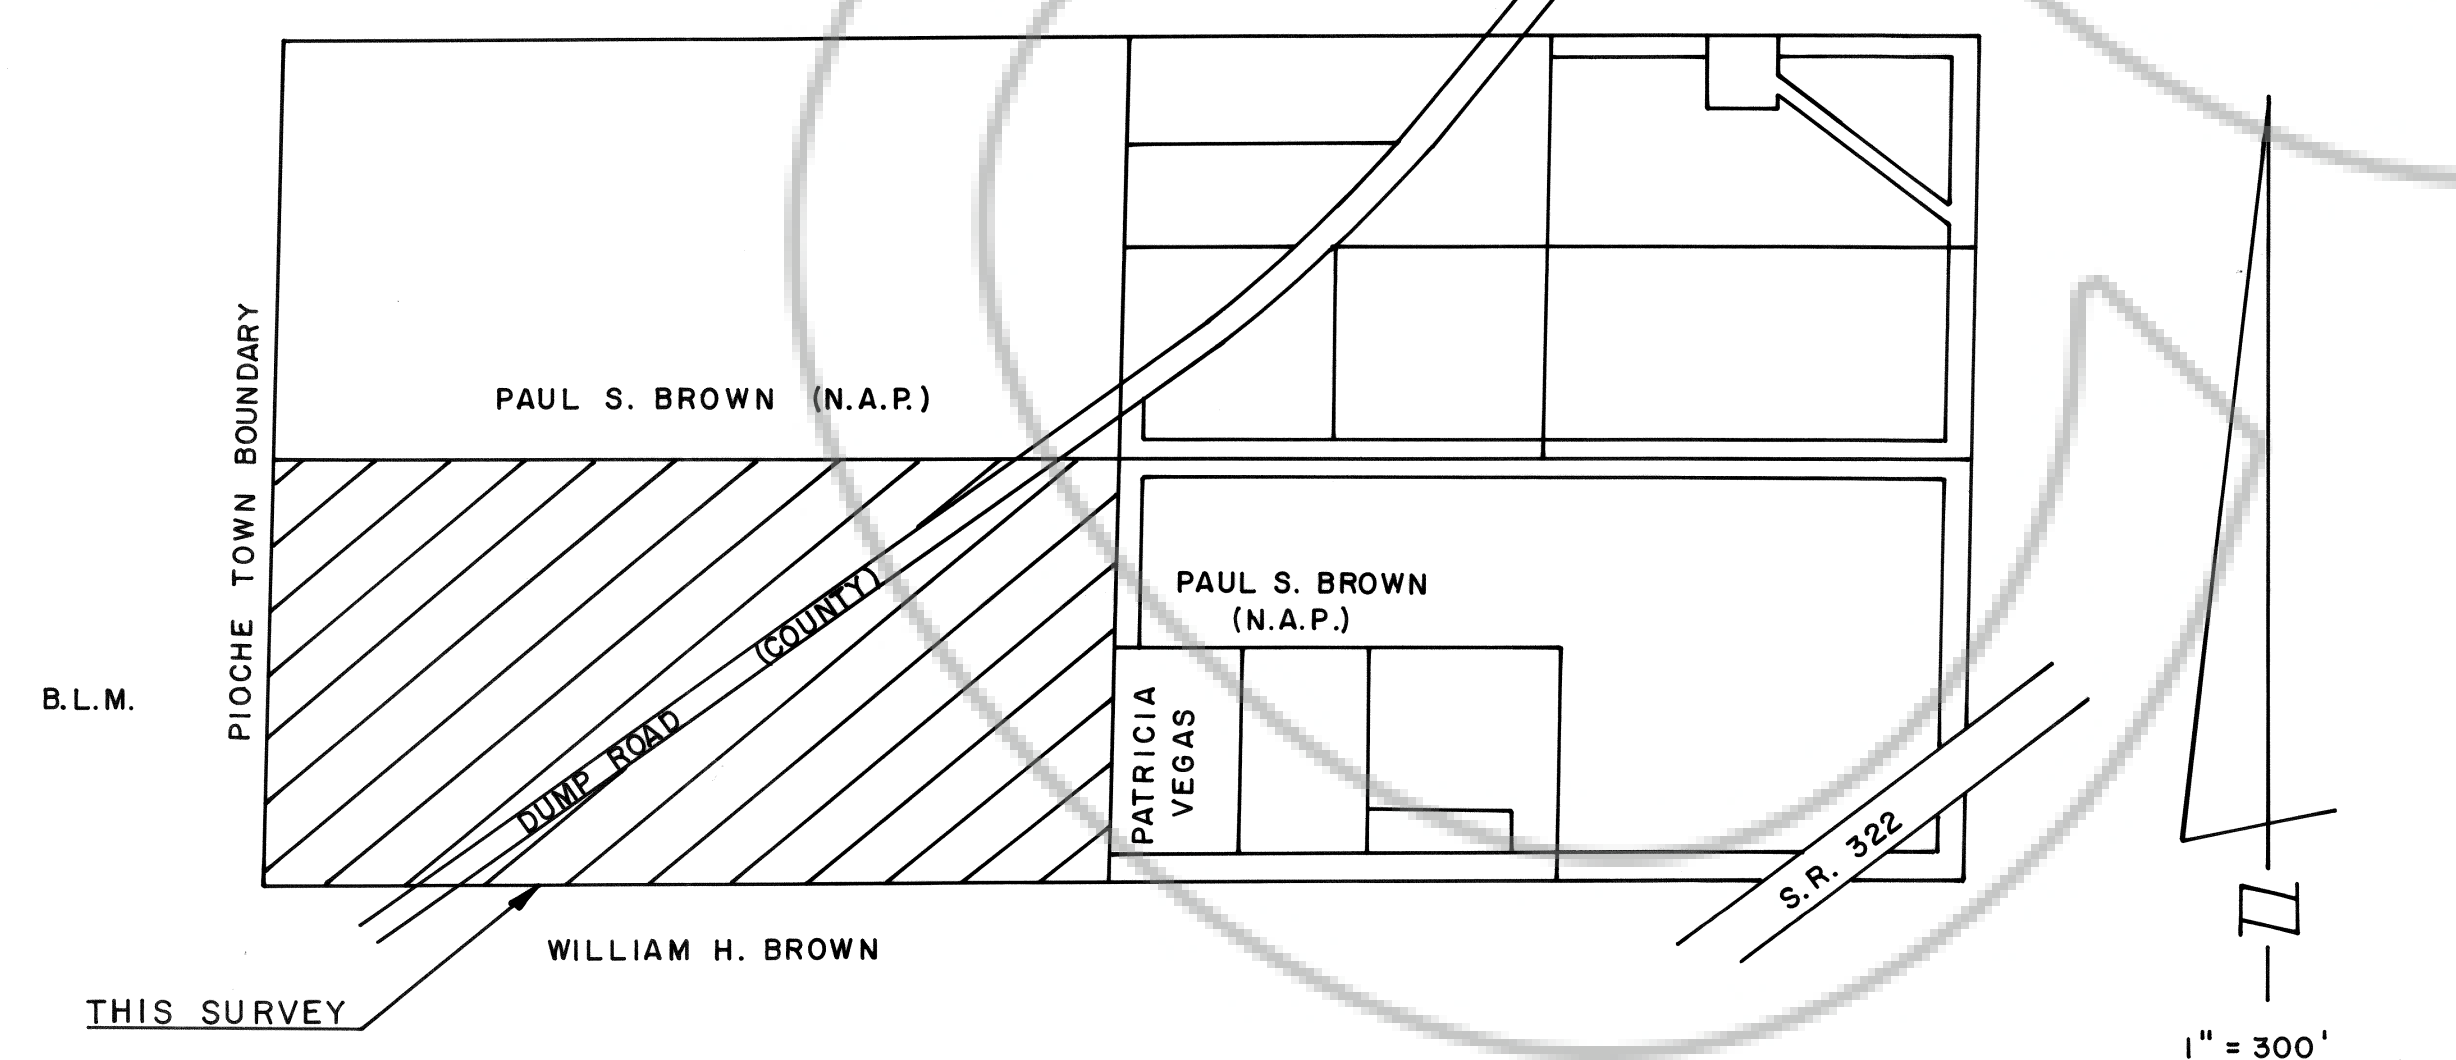 PAUL S. BROWN (N.A.P.)
PIOCHE TOWN BOUNDARY
B.L.M.
DUMP ROAD (COUNTY)
PAUL S. BROWN
(N.A.P.)
PATRICIA
VEGAS
S.R. 322
WILLIAM H. BROWN
THIS SURVEY
N
1" = 300'